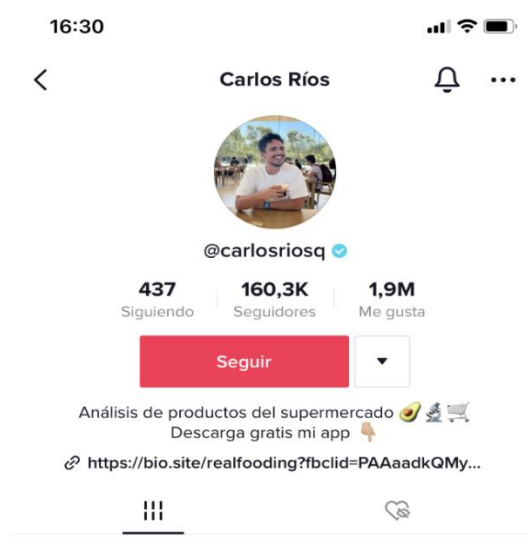 16:30
Carlos Ríos
@carlosriosq
437 160,3K 1,9M
Siguiendo Seguidores Me gusta
Seguir
Análisis de productos del supermercado 🥑🔬🛒
Descarga gratis mi app 👇🏼
https://bio.site/realfooding?fbclid=PAAaadkQMy...